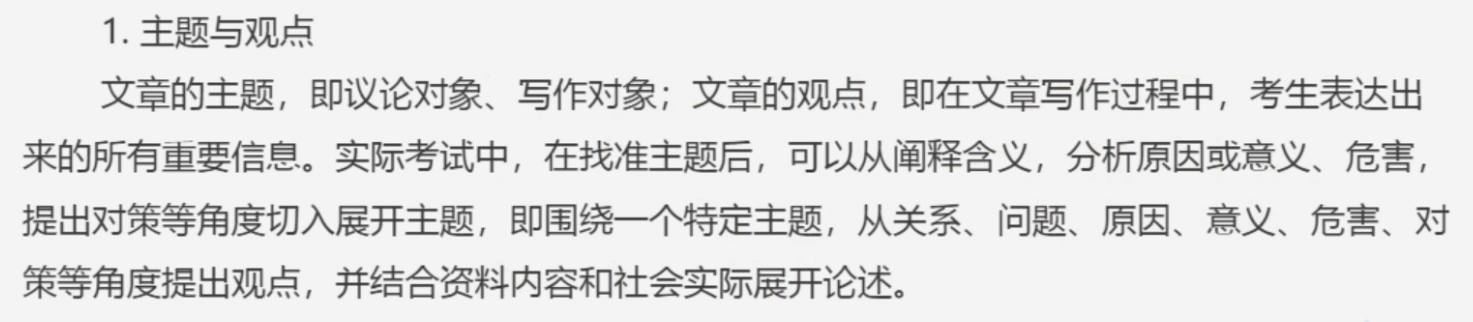 1. 主题与观点
文章的主题，即议论对象、写作对象；文章的观点，即在文章写作过程中，考生表达出
来的所有重要信息。实际考试中，在找准主题后，可以从阐释含义，分析原因或意义、危害，
提出对策等角度切入展开主题，即围绕一个特定主题，从关系、问题、原因、意义、危害、对
策等角度提出观点，并结合资料内容和社会实际展开论述。